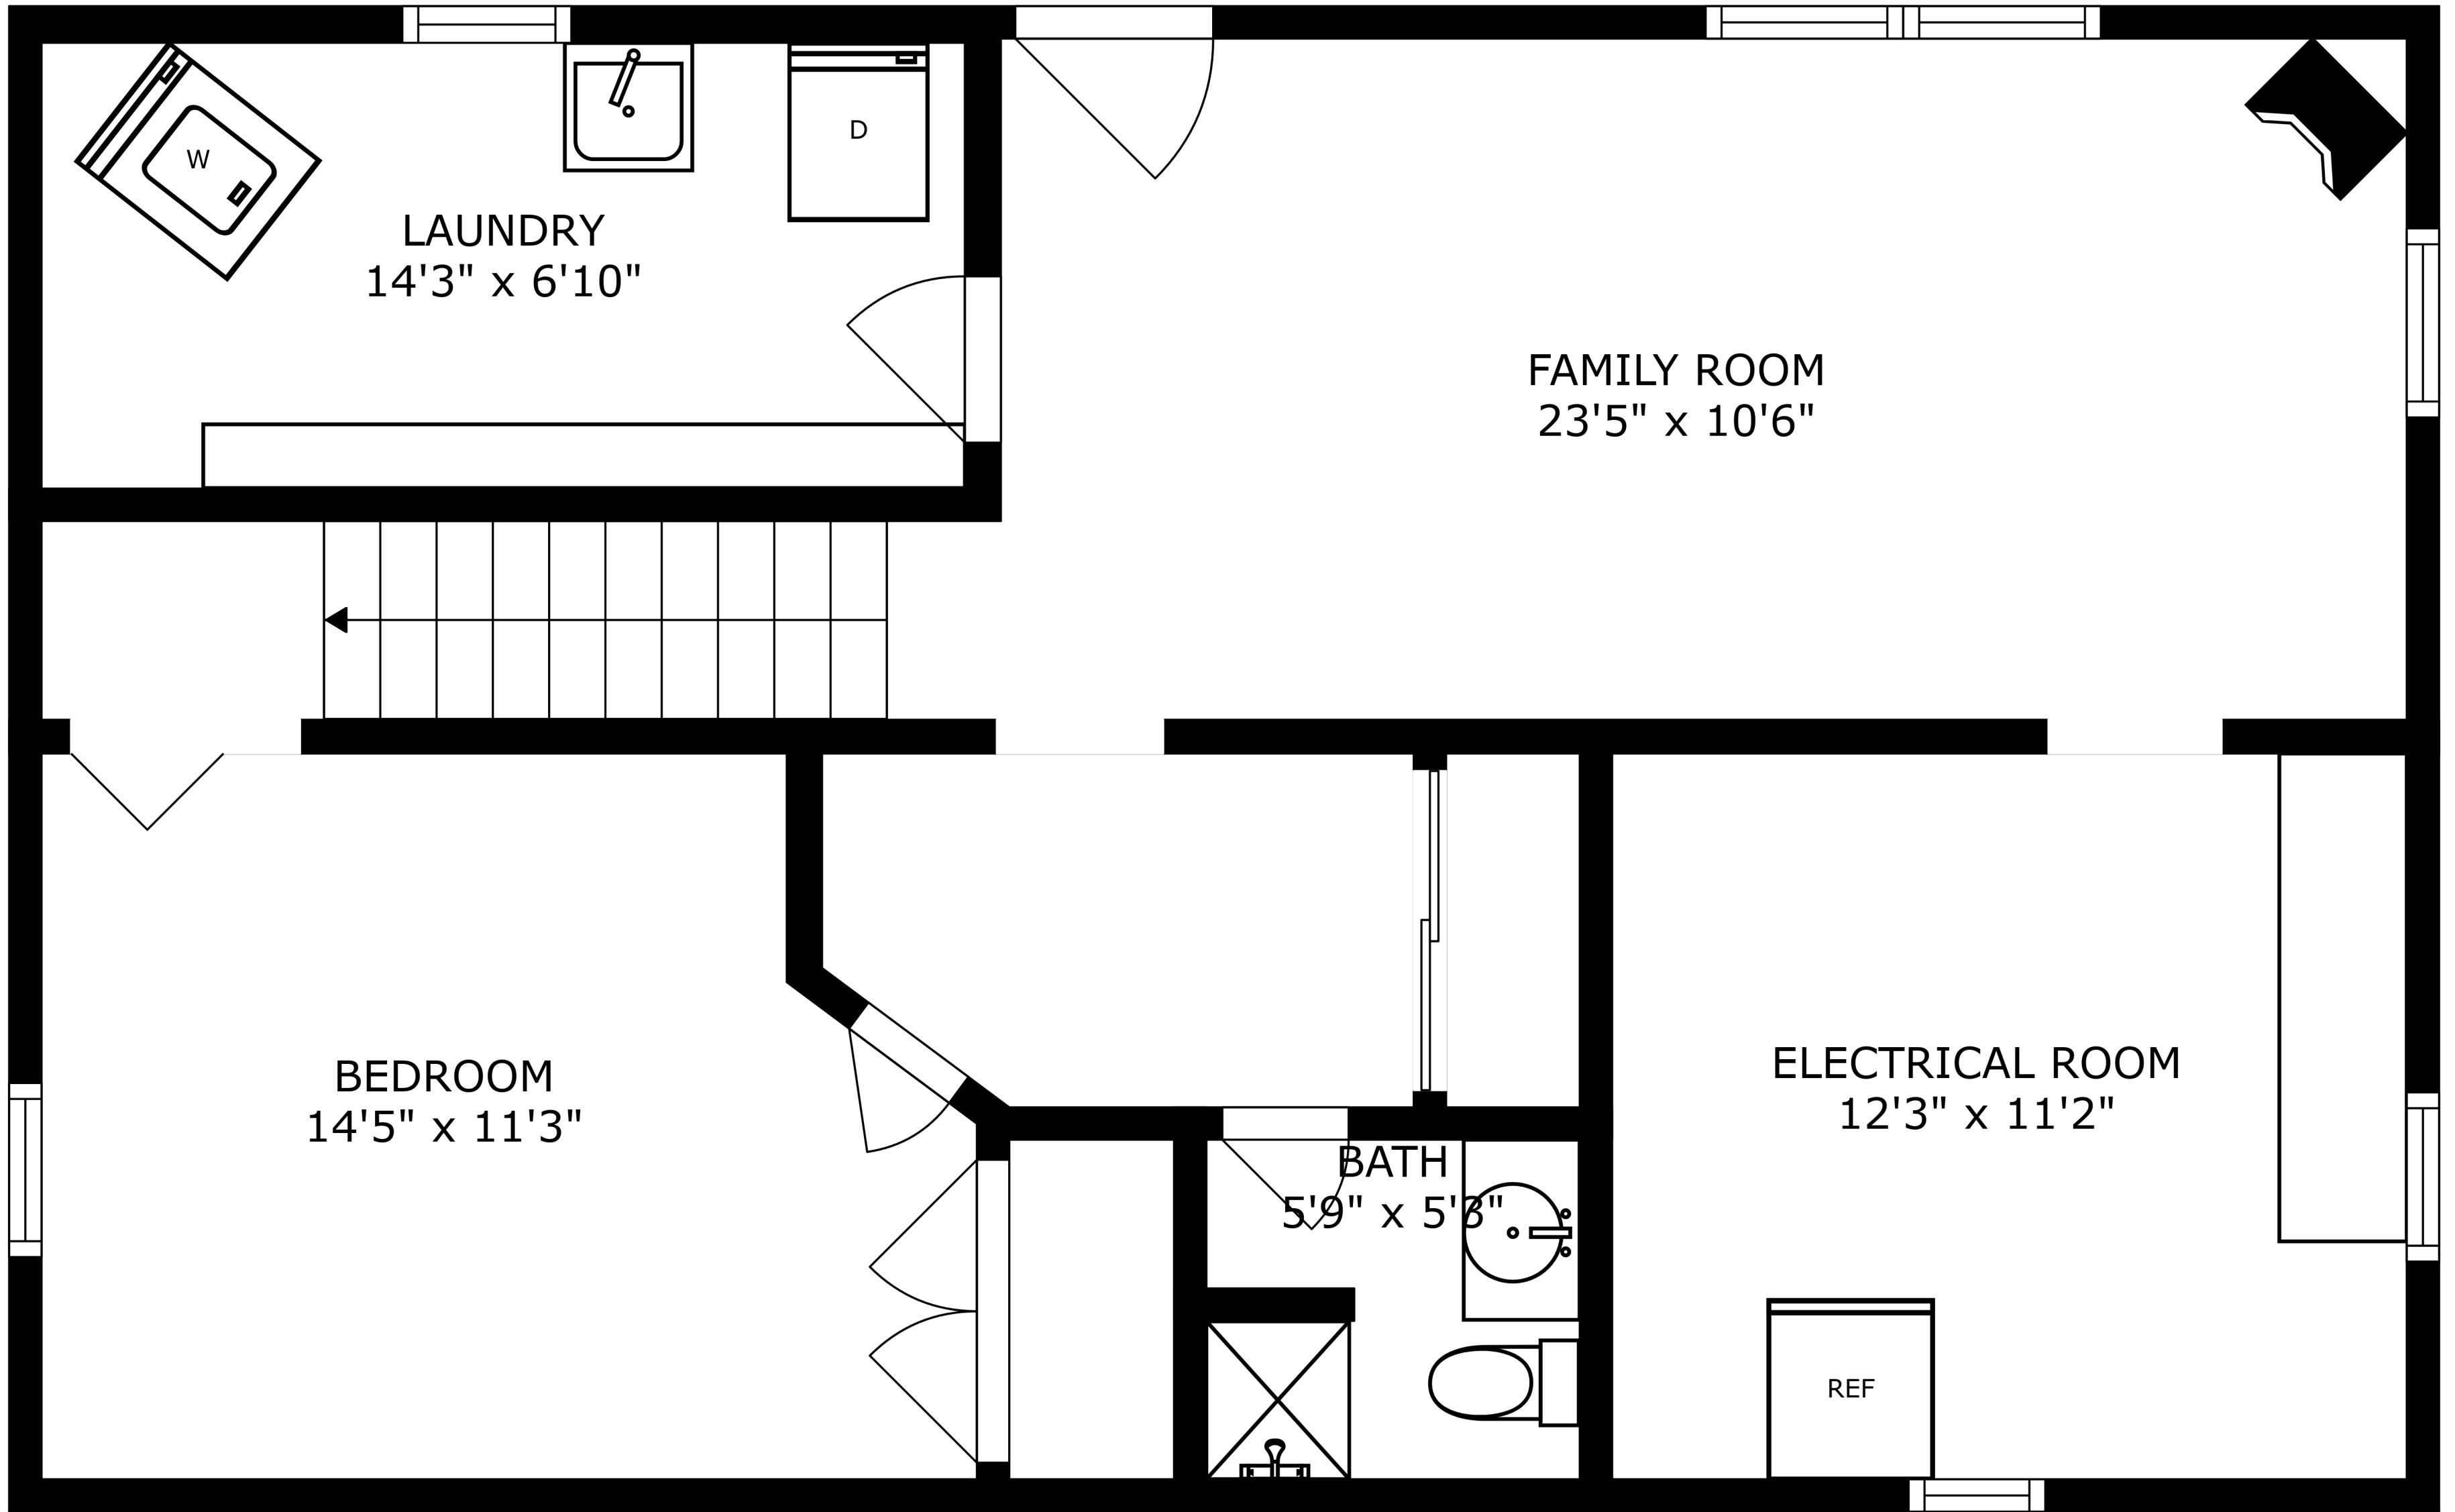 W
D
LAUNDRY
14'3" x 6'10"
FAMILY ROOM
23'5" x 10'6"
BEDROOM
14'5" x 11'3"
BATH
5'9" x 5'3"
ELECTRICAL ROOM
12'3" x 11'2"
REF